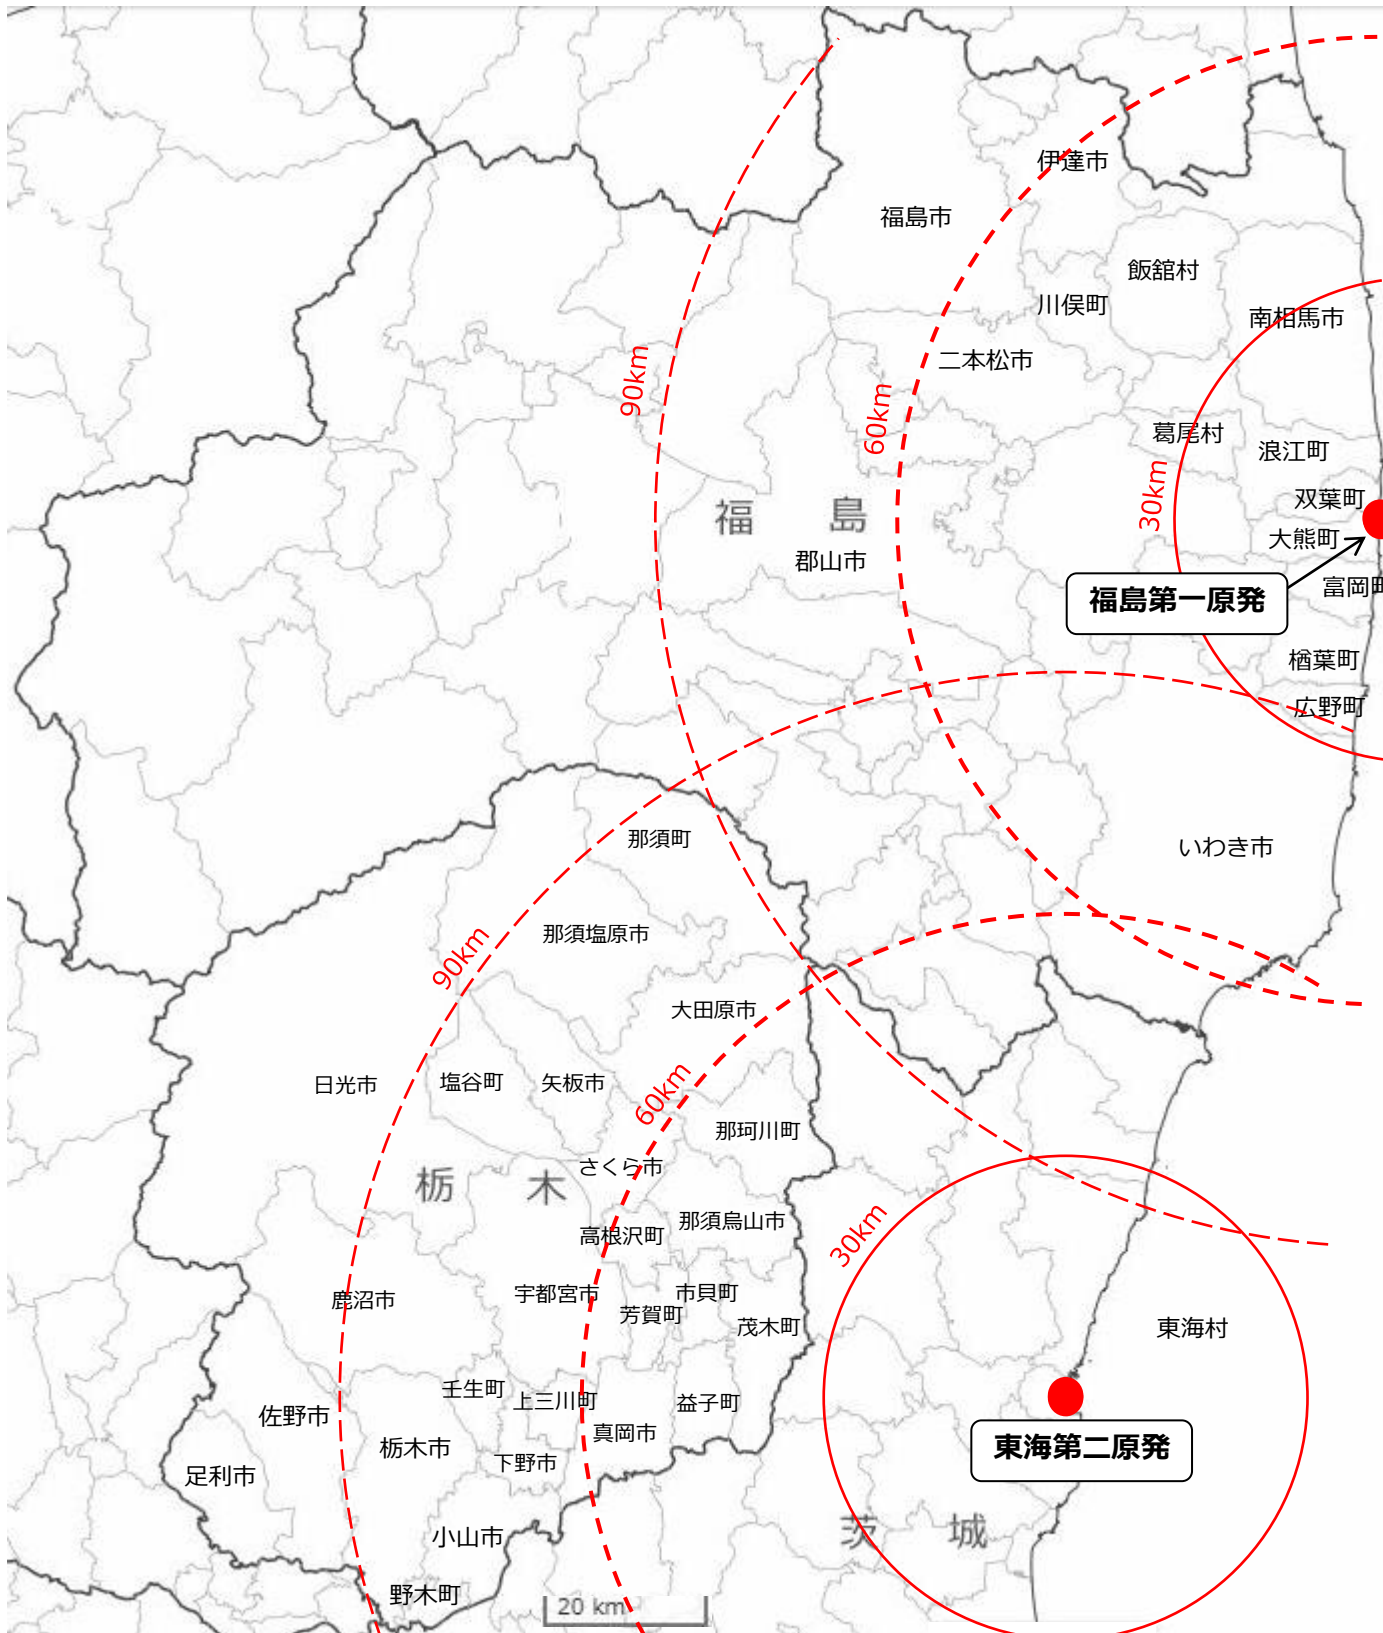 伊達市
福島市
飯舘村
川俣町
南相馬市
二本松市
90km
60km
葛尾村
浪江町
30km
双葉町
福島
大熊町
郡山市
富岡町
福島第一原発
楢葉町
広野町
那須町
いわき市
那須塩原市
90km
大田原市
日光市
塩谷町
矢板市
60km
那珂川町
さくら市
栃木
那須烏山市
高根沢町
30km
鹿沼市
宇都宮市
市貝町
芳賀町
茂木町
東海村
壬生町
上三川町
益子町
佐野市
真岡市
栃木市
東海第二原発
下野市
足利市
小山市
茨城
野木町
20 km